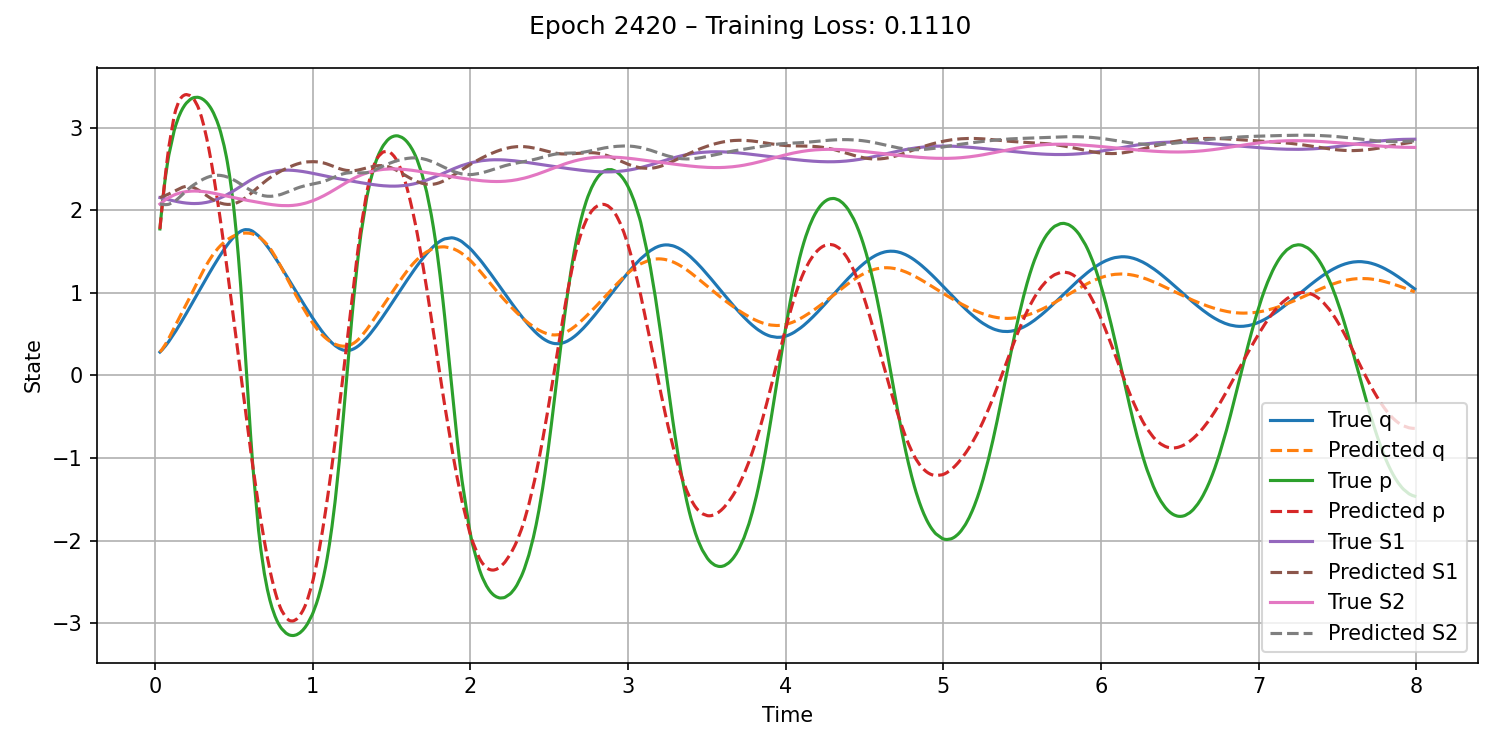 Epoch 2420 – Training Loss: 0.1110
State
3
2
1
0
−1
−2
−3
0 1 2 3 4 5 6 7 8
Time
True q
Predicted q
True p
Predicted p
True S1
Predicted S1
True S2
Predicted S2